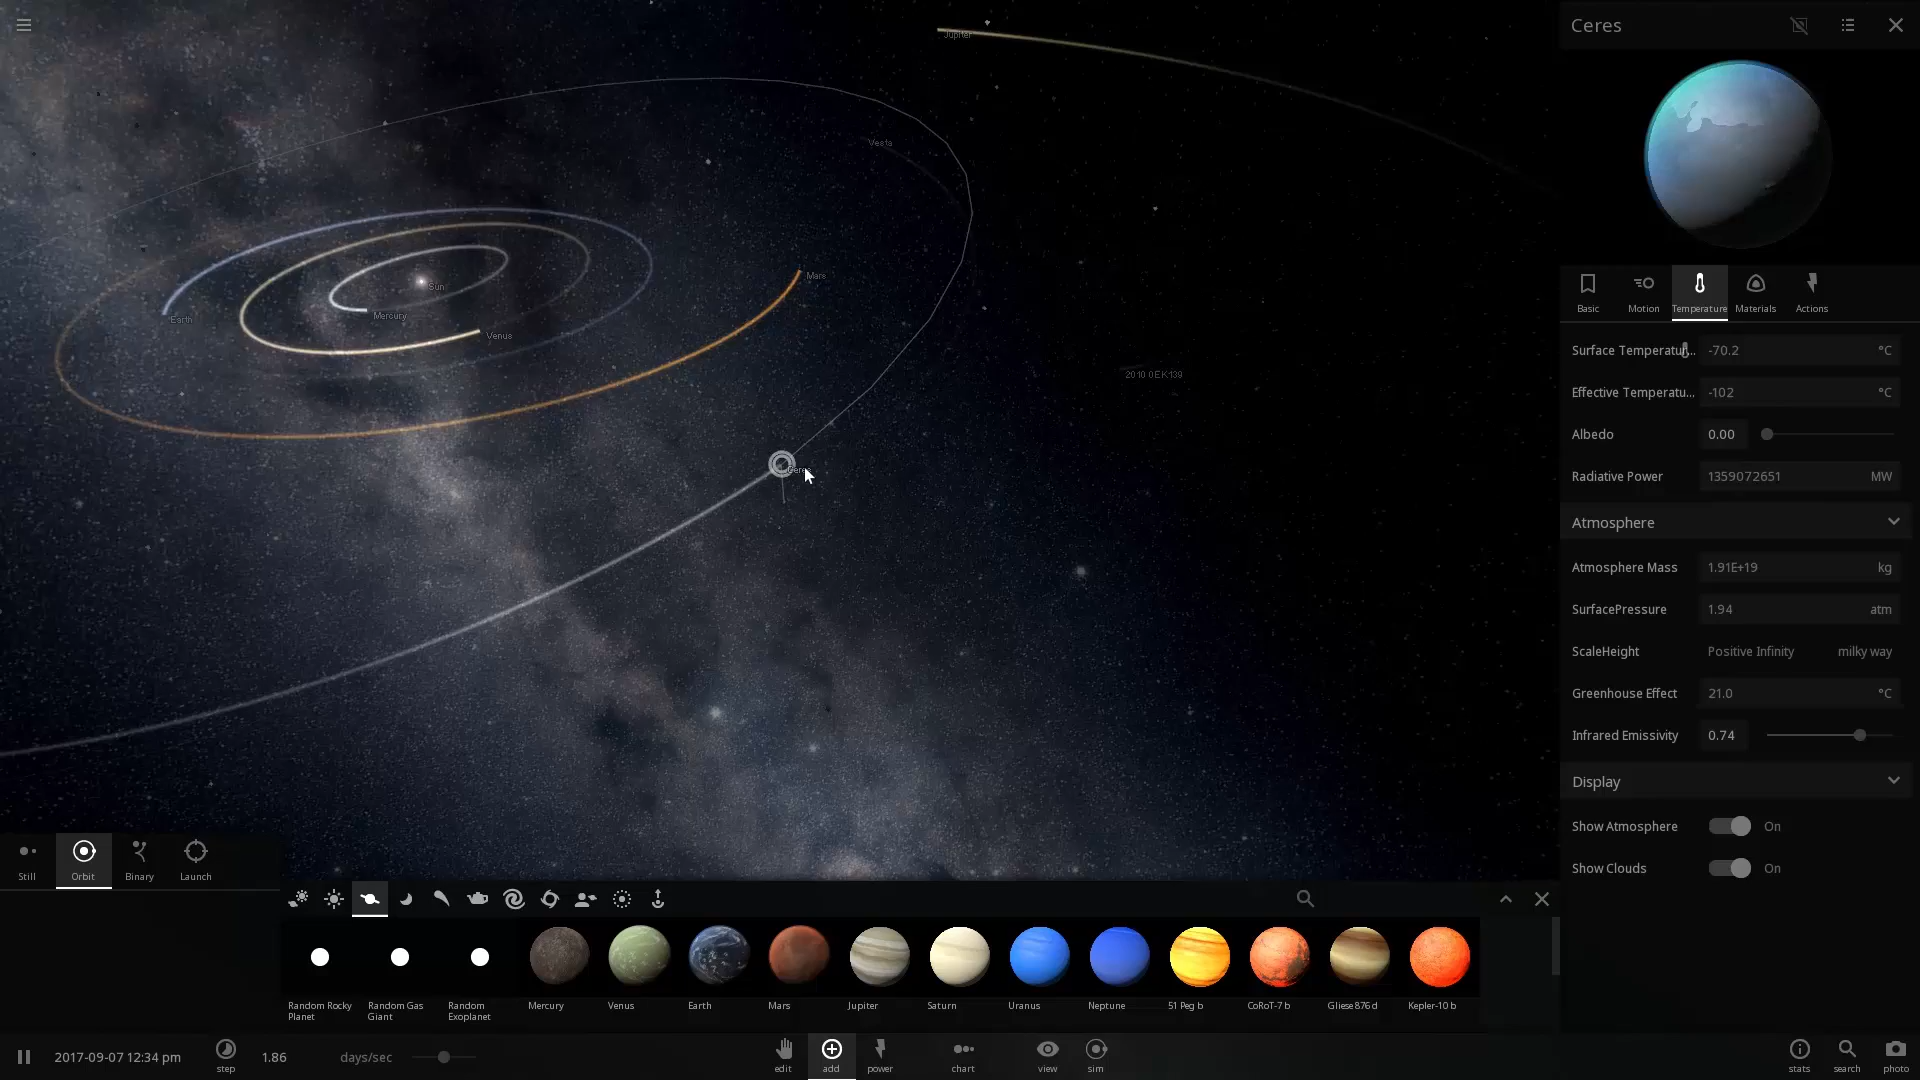 Ceres
Jupiter
Vesta
Mars
Sun
Mercury
Earth
Venus
2010 0EK139
Ceres
Basic
Motion
Temperature
Materials
Actions
Surface Temperatur... -70.2 °C
Effective Temperatu... -102 °C
Albedo 0.00
Radiative Power 1359072651 MW
Atmosphere
Atmosphere Mass 1.91E+19 kg
SurfacePressure 1.94 atm
ScaleHeight Positive Infinity milky way
Greenhouse Effect 21.0 °C
Infrared Emissivity 0.74
Display
Show Atmosphere On
Show Clouds On
Still Orbit Binary Launch
Random Rocky Planet
Random Gas Giant
Random Exoplanet
Mercury
Venus
Earth
Mars
Jupiter
Saturn
Uranus
Neptune
51 Peg b
CoRoT-7 b
Gliese 876 d
Kepler-10 b
2017-09-07 12:34 pm
step
1.86 days/sec
edit add power chart view sim
stats search photo